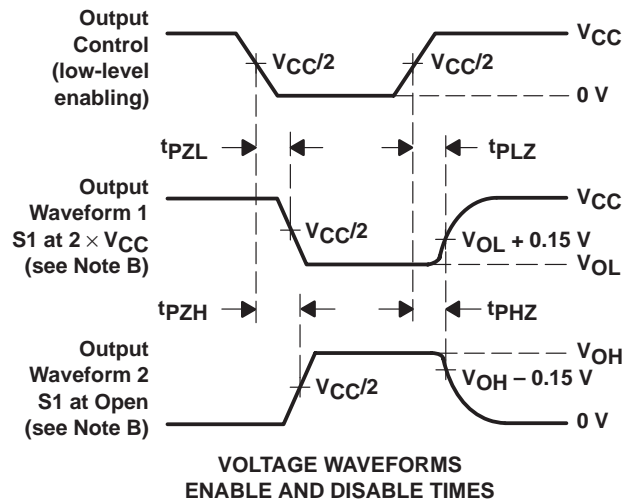 Output
Control
(low-level
enabling)
VCC/2
VCC/2
VCC
0 V
tPZL
tPLZ
Output
Waveform 1
S1 at 2 × VCC
(see Note B)
VCC/2
VCC
VOL + 0.15 V
VOL
tPZH
tPHZ
Output
Waveform 2
S1 at Open
(see Note B)
VCC/2
VOH
VOH – 0.15 V
0 V
VOLTAGE WAVEFORMS
ENABLE AND DISABLE TIMES